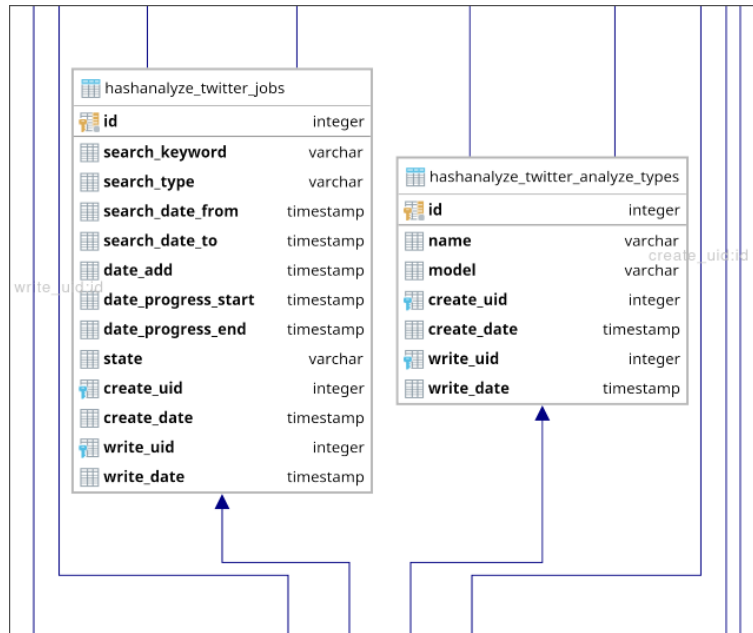 hashanalyze_twitter_jobs
id integer
search_keyword varchar
search_type varchar
search_date_from timestamp
search_date_to timestamp
date_add timestamp
date_progress_start timestamp
date_progress_end timestamp
state varchar
create_uid integer
create_date timestamp
write_uid integer
write_date timestamp
write_uid:id
hashanalyze_twitter_analyze_types
id integer
name varchar
model varchar
create_uid integer
create_date timestamp
write_uid integer
write_date timestamp
create_uid:id